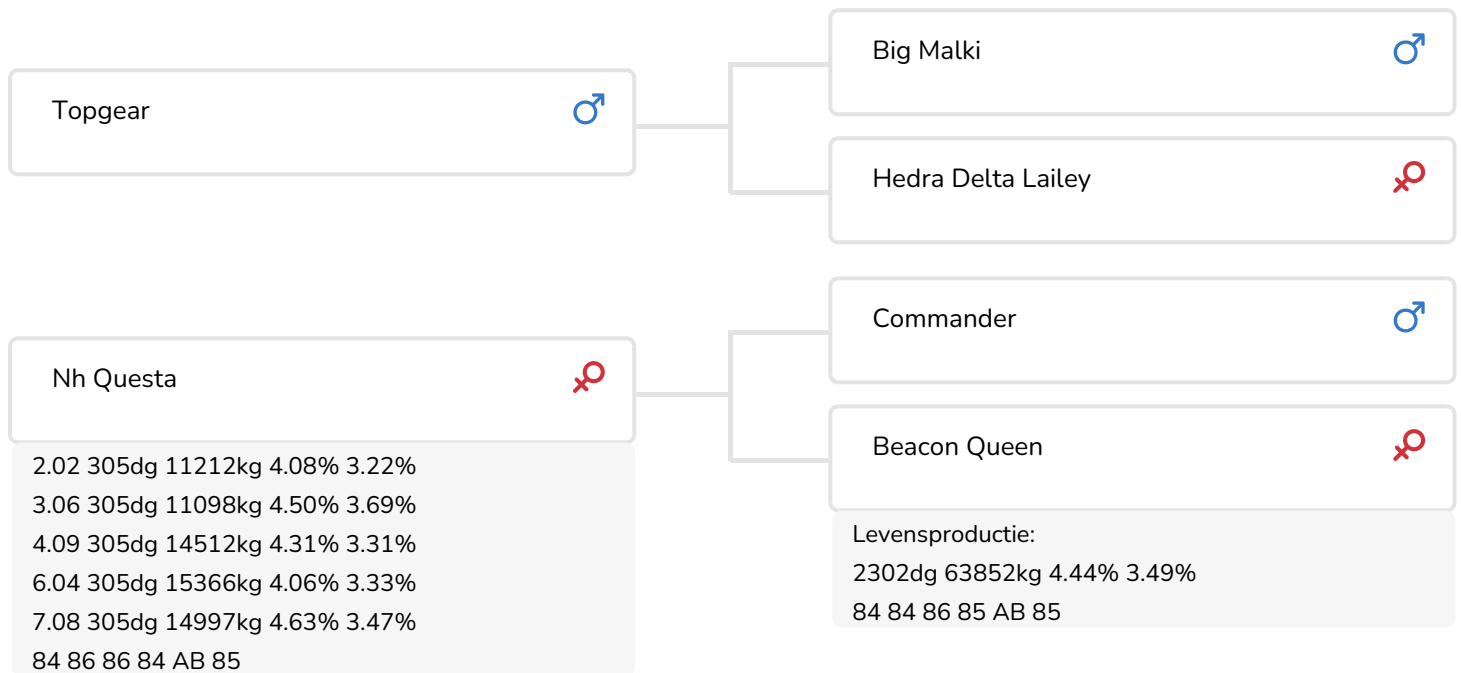 Topgear
Big Malki
Hedra Delta Lailey
Nh Questa
2.02 305dg 11212kg 4.08% 3.22%
3.06 305dg 11098kg 4.50% 3.69%
4.09 305dg 14512kg 4.31% 3.31%
6.04 305dg 15366kg 4.06% 3.33%
7.08 305dg 14997kg 4.63% 3.47%
84 86 86 84 AB 85
Commander
Beacon Queen
Levensproductie:
2302dg 63852kg 4.44% 3.49%
84 84 86 85 AB 85